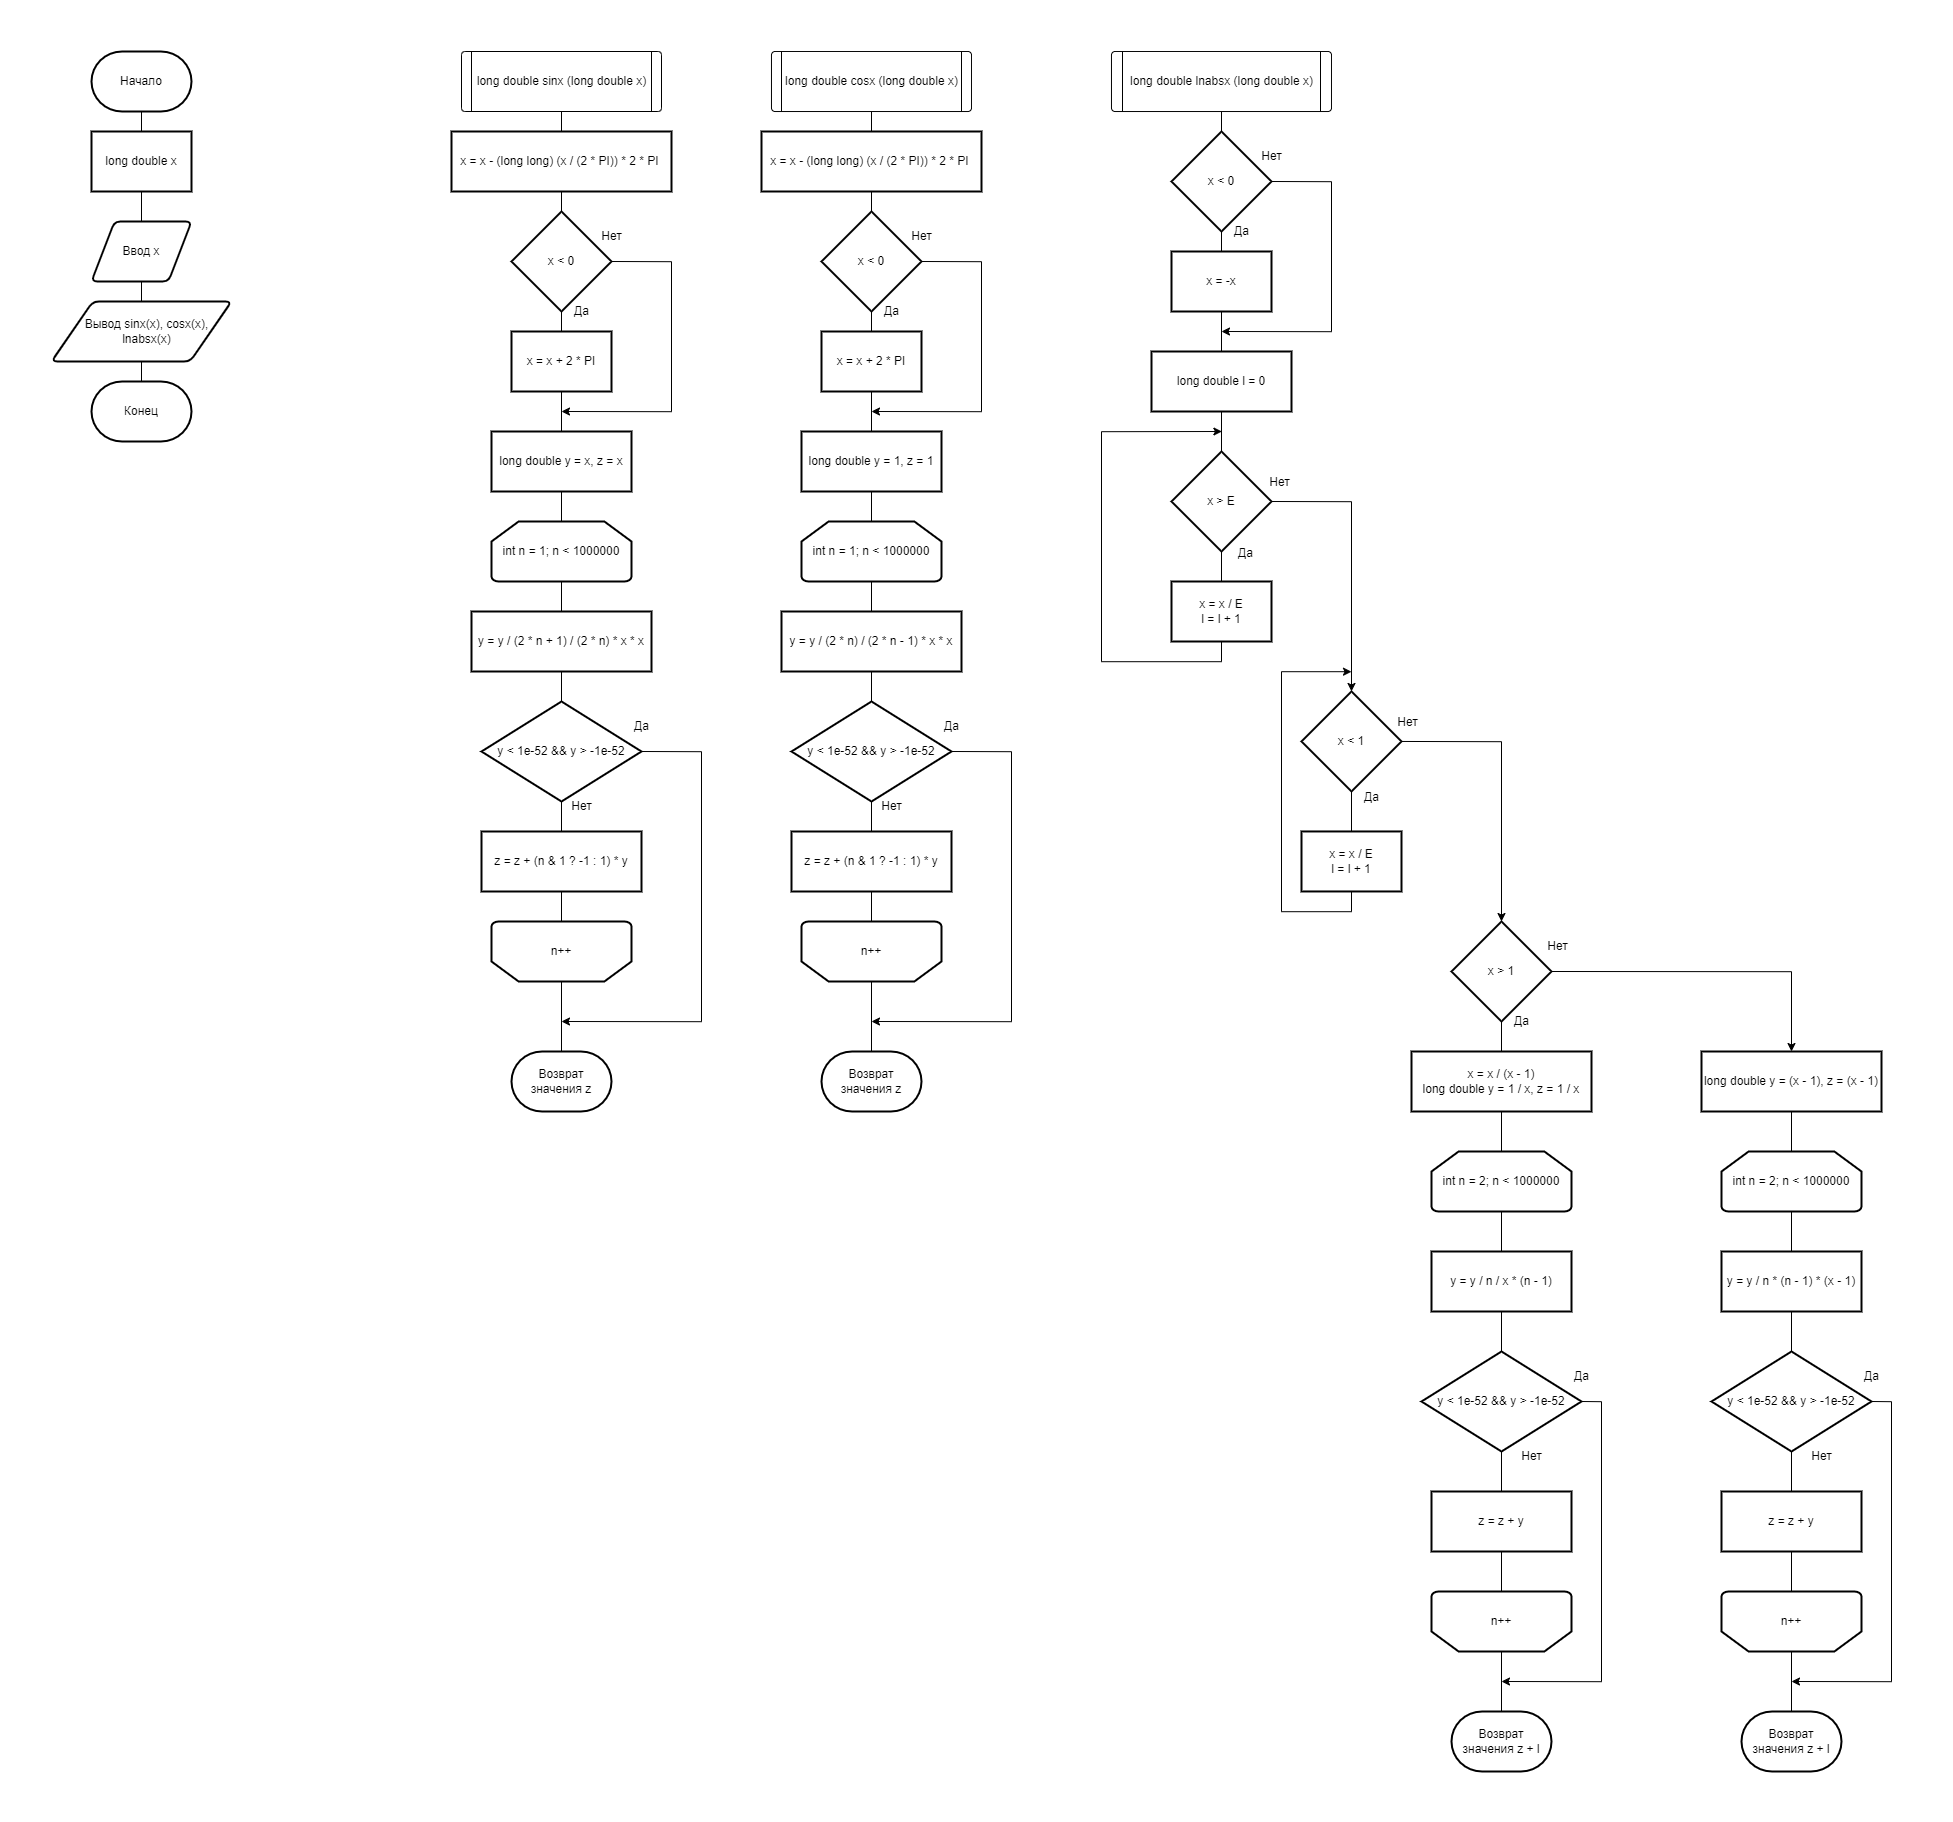 Начало
long double x
Ввод x
Вывод sinx(x), cosx(x),
lnabsx(x)
Конец
long double sinx (long double x)
x = x - (long long) (x / (2 * PI)) * 2 * PI
x < 0
Нет
Да
x = x + 2 * PI
long double y = x, z = x
int n = 1; n < 1000000
y = y / (2 * n + 1) / (2 * n) * x * x
y < 1e-52 && y > -1e-52
Да
Нет
z = z + (n & 1 ? -1 : 1) * y
n++
Возврат
значения z
long double cosx (long double x)
x = x - (long long) (x / (2 * PI)) * 2 * PI
x < 0
Нет
Да
x = x + 2 * PI
long double y = 1, z = 1
int n = 1; n < 1000000
y = y / (2 * n) / (2 * n - 1) * x * x
y < 1e-52 && y > -1e-52
Да
Нет
z = z + (n & 1 ? -1 : 1) * y
n++
Возврат
значения z
long double lnabsx (long double x)
x < 0
Нет
Да
x = -x
long double l = 0
x > E
Нет
Да
x = x / E
l = l + 1
x < 1
Нет
Да
x = x / E
l = l + 1
x > 1
Нет
Да
x = x / (x - 1)
long double y = 1 / x, z = 1 / x
int n = 2; n < 1000000
y = y / n / x * (n - 1)
y < 1e-52 && y > -1e-52
Да
Нет
z = z + y
n++
Возврат
значения z + l
long double y = (x - 1), z = (x - 1)
int n = 2; n < 1000000
y = y / n * (n - 1) * (x - 1)
y < 1e-52 && y > -1e-52
Да
Нет
z = z + y
n++
Возврат
значения z + l